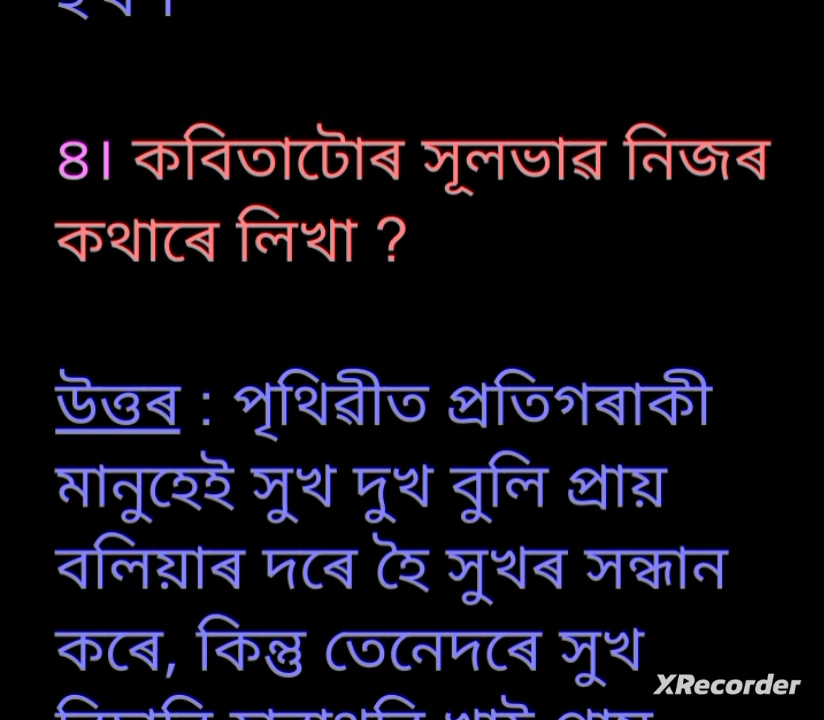 ৪। কবিতাটোৰ সূলভাৱ নিজৰ
কথাৰে লিখা ?
উত্তৰ : পৃথিৱীত প্ৰতিগৰাকী
মানুহেই সুখ দুখ বুলি প্ৰায়
বলিয়াৰ দৰে হৈ সুখৰ সন্ধান
কৰে, কিন্তু তেনেদৰে সুখ
XRecorder